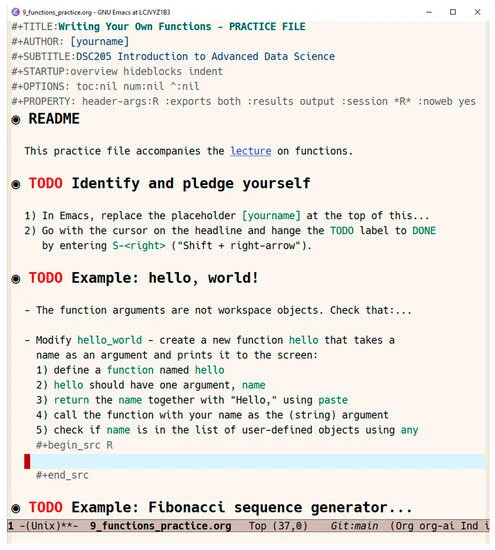 9_functions_practice.org - GNU Emacs at LCJVYZ1B3
#+TITLE:Writing Your Own Functions - PRACTICE FILE
#+AUTHOR: [yourname]
#+SUBTITLE:DSC205 Introduction to Advanced Data Science
#+STARTUP:overview hideblocks indent
#+OPTIONS: toc:nil num:nil ^:nil
#+PROPERTY: header-args:R :exports both :results output :session *R* :noweb yes
◉ README
This practice file accompanies the lecture on functions.
◉ TODO Identify and pledge yourself
1) In Emacs, replace the placeholder [yourname] at the top of this...
2) Go with the cursor on the headline and hange the TODO label to DONE
by entering S-<right> ("Shift + right-arrow").
◉ TODO Example: hello, world!
- The function arguments are not workspace objects. Check that:...
- Modify hello_world - create a new function hello that takes a
name as an argument and prints it to the screen:
1) define a function named hello
2) hello should have one argument, name
3) return the name together with "Hello," using paste
4) call the function with your name as the (string) argument
5) check if name is in the list of user-defined objects using any
#+begin_src R
#+end_src
◉ TODO Example: Fibonacci sequence generator...
1 -(Unix)**- 9_functions_practice.org Top (37,0) Git:main (Org org-ai Ind i